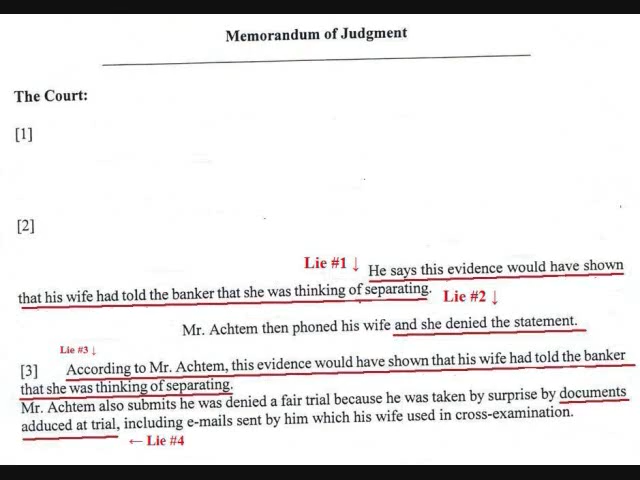 Memorandum of Judgment
The Court:
[1]
[2]
Lie #1 ↓ He says this evidence would have shown
that his wife had told the banker that she was thinking of separating. Lie #2 ↓
Mr. Achtem then phoned his wife and she denied the statement.
Lie #3 ↓
[3] According to Mr. Achtem, this evidence would have shown that his wife had told the banker
that she was thinking of separating.
Mr. Achtem also submits he was denied a fair trial because he was taken by surprise by documents
adduced at trial, including e-mails sent by him which his wife used in cross-examination.
← Lie #4